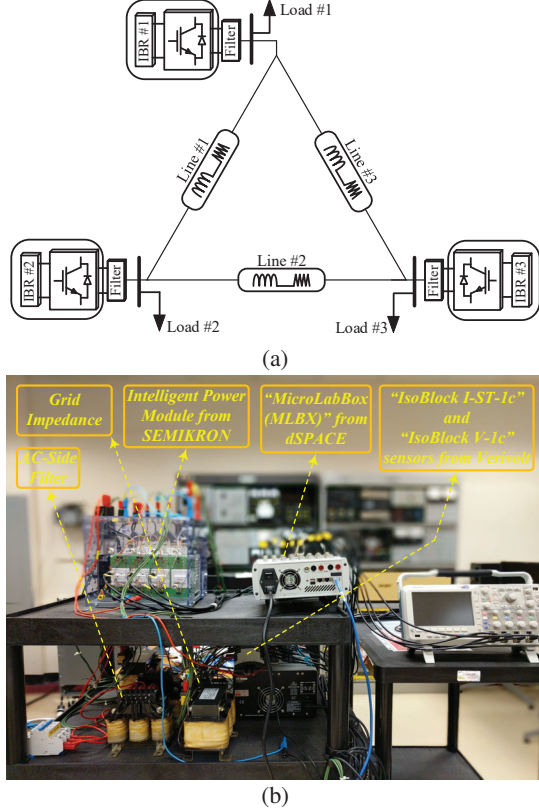 Load #1
IBR #1
Filter
Line #1
Line #3
IBR #2
Filter
Line #2
Filter
IBR #3
Load #2
Load #3
(a)
Grid
Impedance
Intelligent Power
Module from
SEMIKRON
“MicroLabBox
(MLBX)” from
dSPACE
“IsoBlock I-ST-1c”
and
“IsoBlock V-1c”
sensors from Verivolt
AC-Side
Filter
(b)